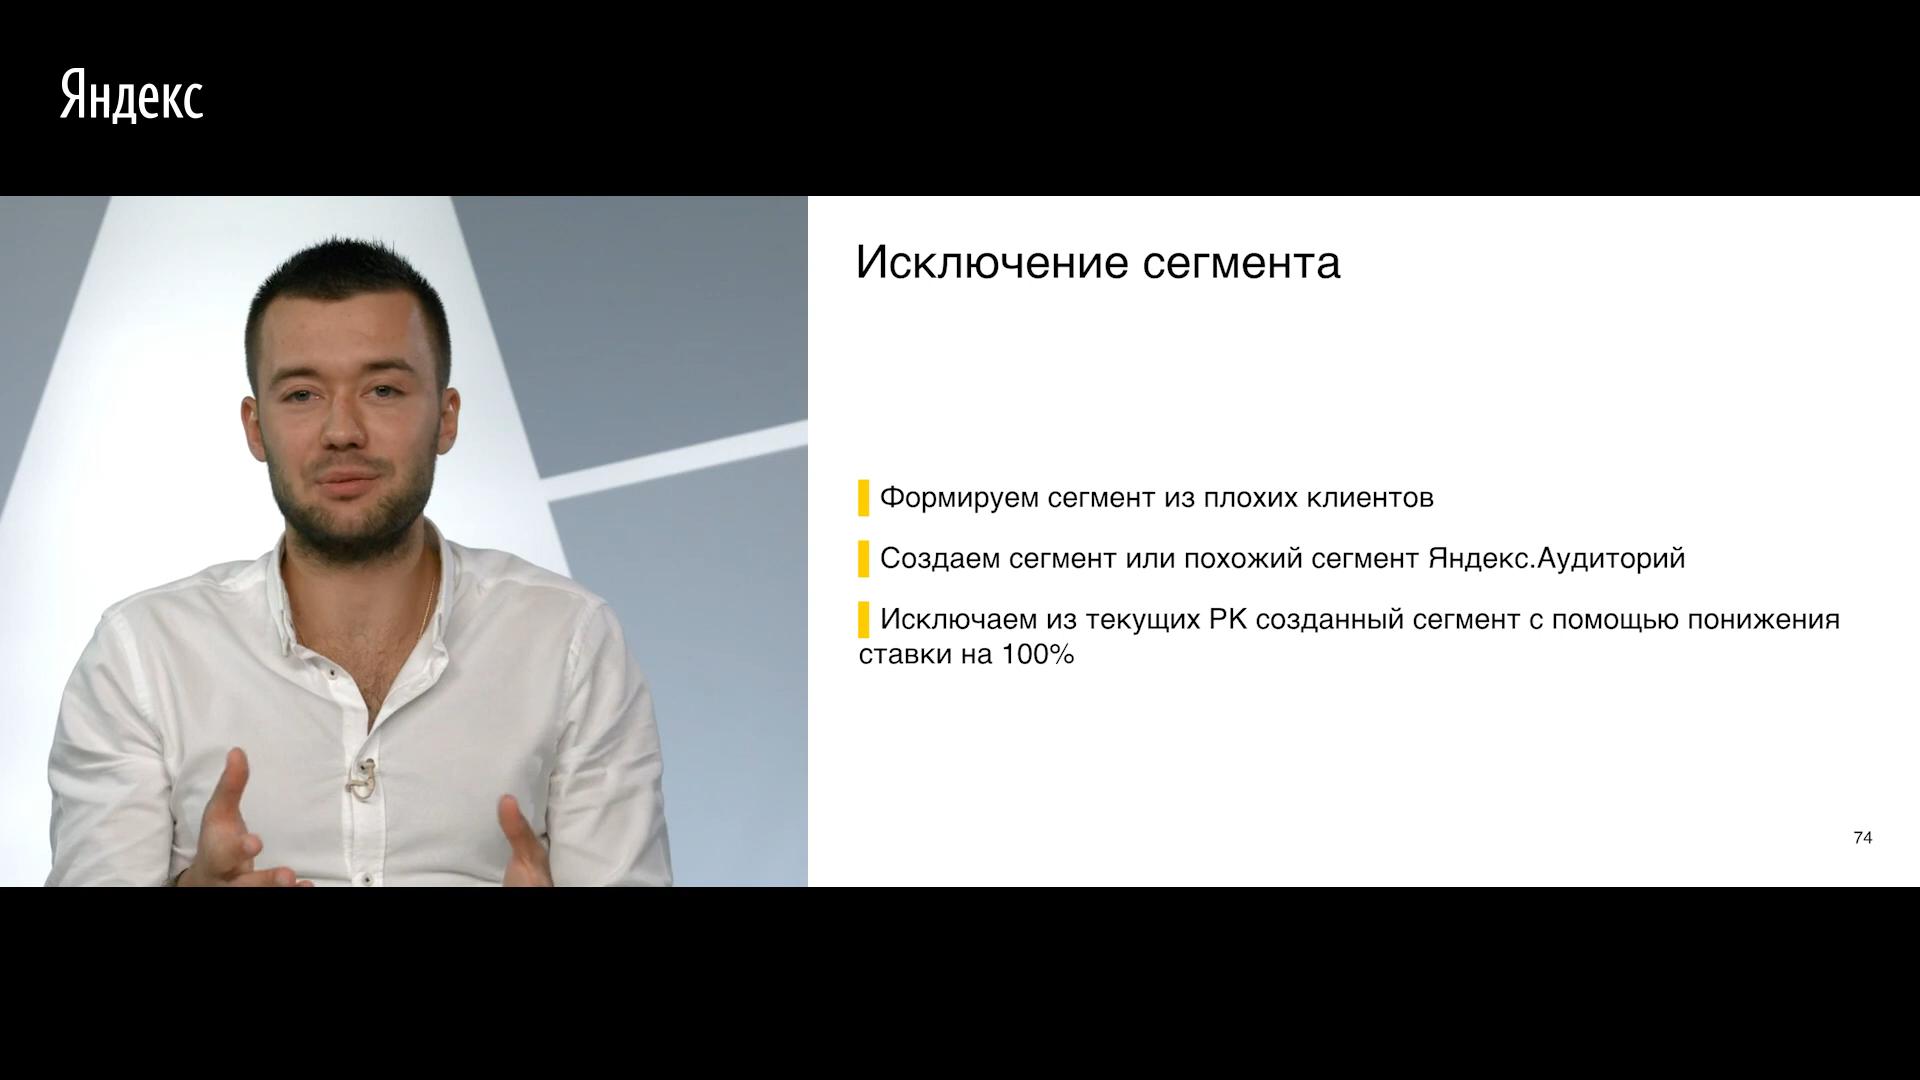 Яндекс
Исключение сегмента
Формируем сегмент из плохих клиентов
Создаем сегмент или похожий сегмент Яндекс.Аудиторий
Исключаем из текущих РК созданный сегмент с помощью понижения
ставки на 100%
74